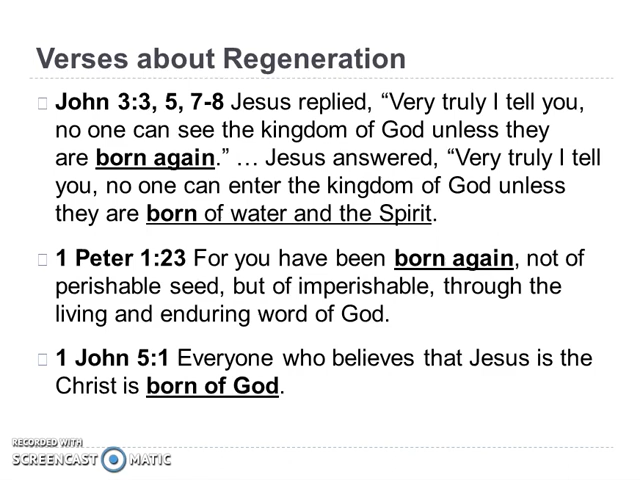 Verses about Regeneration
John 3:3, 5, 7-8 Jesus replied, “Very truly I tell you,
no one can see the kingdom of God unless they
are born again.” … Jesus answered, “Very truly I tell
you, no one can enter the kingdom of God unless
they are born of water and the Spirit.
1 Peter 1:23 For you have been born again, not of
perishable seed, but of imperishable, through the
living and enduring word of God.
1 John 5:1 Everyone who believes that Jesus is the
Christ is born of God.
RECORDED WITH
SCREENCAST MATIC